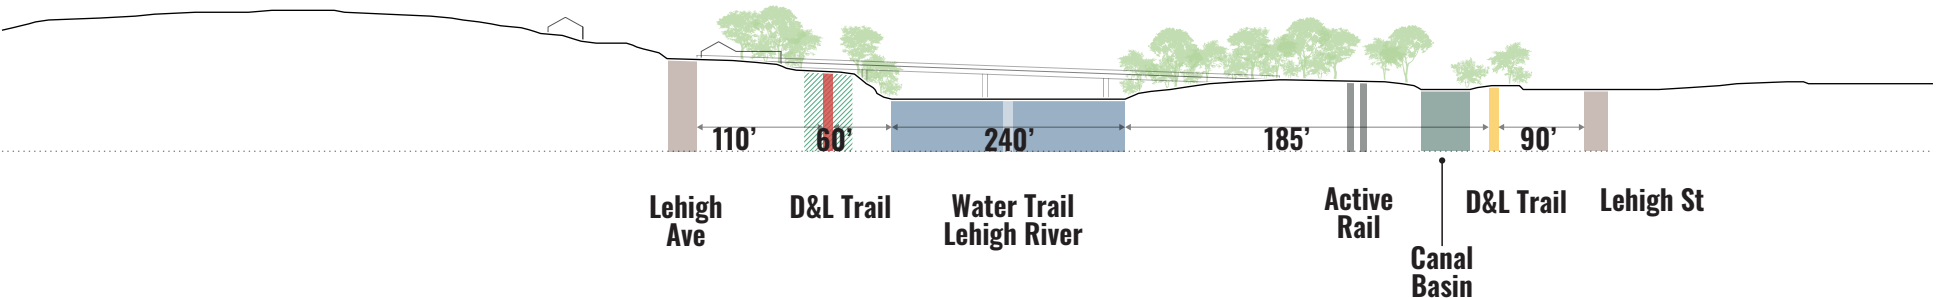 110’
60’
240’
185’
90’
Lehigh
Ave
D&L Trail
Water Trail
Lehigh River
Active
Rail
D&L Trail
Lehigh St
Canal
Basin